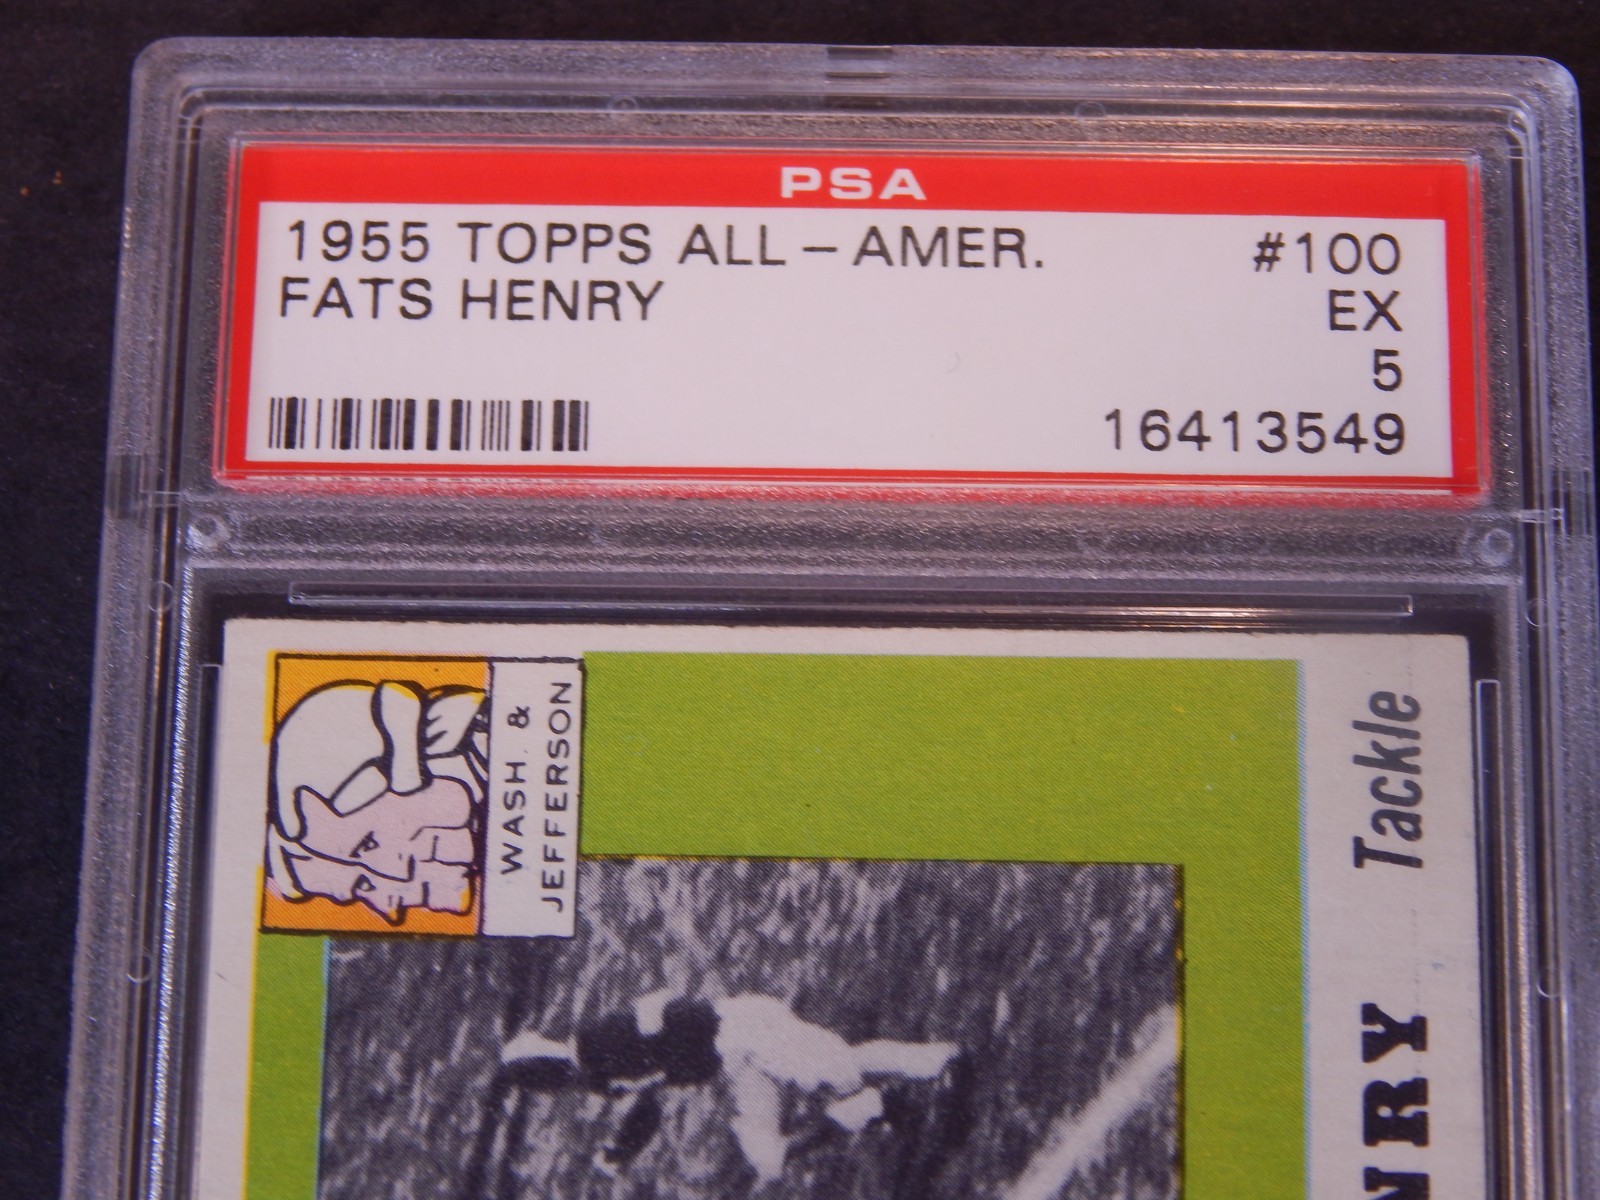 PSA
1955 TOPPS ALL-AMER. #100
FATS HENRY EX
5
16413549
WASH. &
JEFFERSON
Tackle
NRY